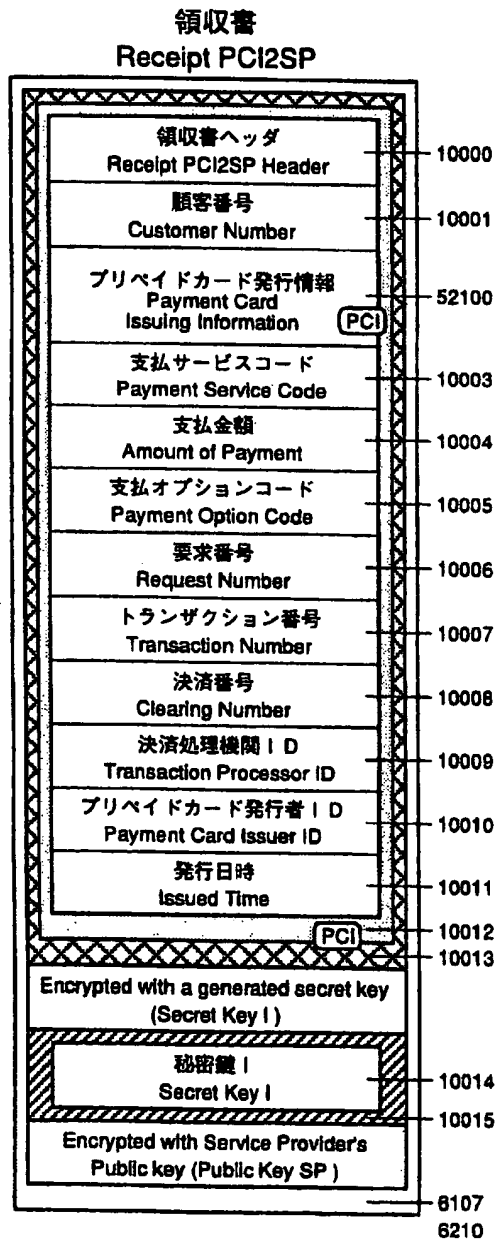 領収書
Receipt PCI2SP
領収書ヘッダ
Receipt PCI2SP Header
10000
顧客番号
Customer Number
10001
プリペイドカード発行情報
Payment Card
Issuing Information
PCI
52100
支払サービスコード
Payment Service Code
10003
支払金額
Amount of Payment
10004
支払オプションコード
Payment Option Code
10005
要求番号
Request Number
10006
トランザクション番号
Transaction Number
10007
決済番号
Clearing Number
10008
決済処理機関ID
Transaction Processor ID
10009
プリペイドカード発行者ID
Payment Card Issuer ID
10010
発行日時
Issued Time
10011
PCI
10012
10013
Encrypted with a generated secret key
(Secret Key I)
秘密鍵I
Secret Key I
10014
10015
Encrypted with Service Provider's
Public key (Public Key SP )
6107
6210